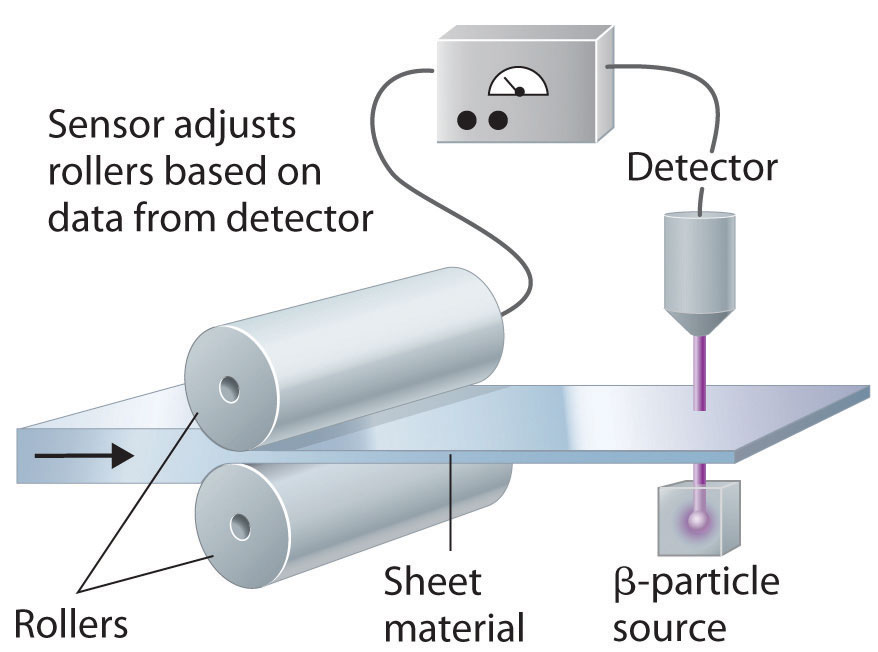 Sensor adjusts
rollers based on
data from detector
Detector
Rollers
Sheet
material
β-particle
source